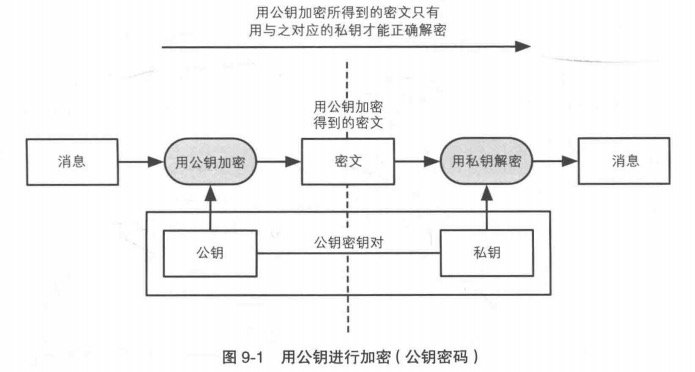 用公钥加密所得到的密文只有
用与之对应的私钥才能正确解密
用公钥加密
得到的密文
消息
用公钥加密
密文
用私钥解密
消息
公钥密钥对
公钥
私钥
图 9-1 用公钥进行加密(公钥密码)